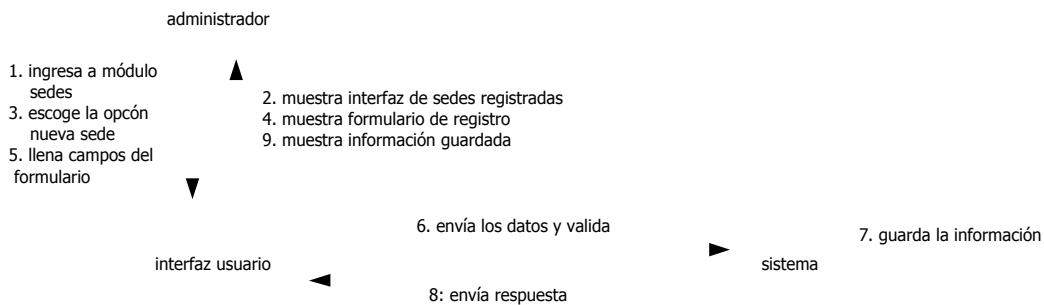 administrador
1. ingresa a módulo
sedes
3. escoge la opcón
nueva sede
5. llena campos del
formulario
2. muestra interfaz de sedes registradas
4. muestra formulario de registro
9. muestra información guardada
6. envía los datos y valida
7. guarda la información
interfaz usuario
sistema
8: envía respuesta